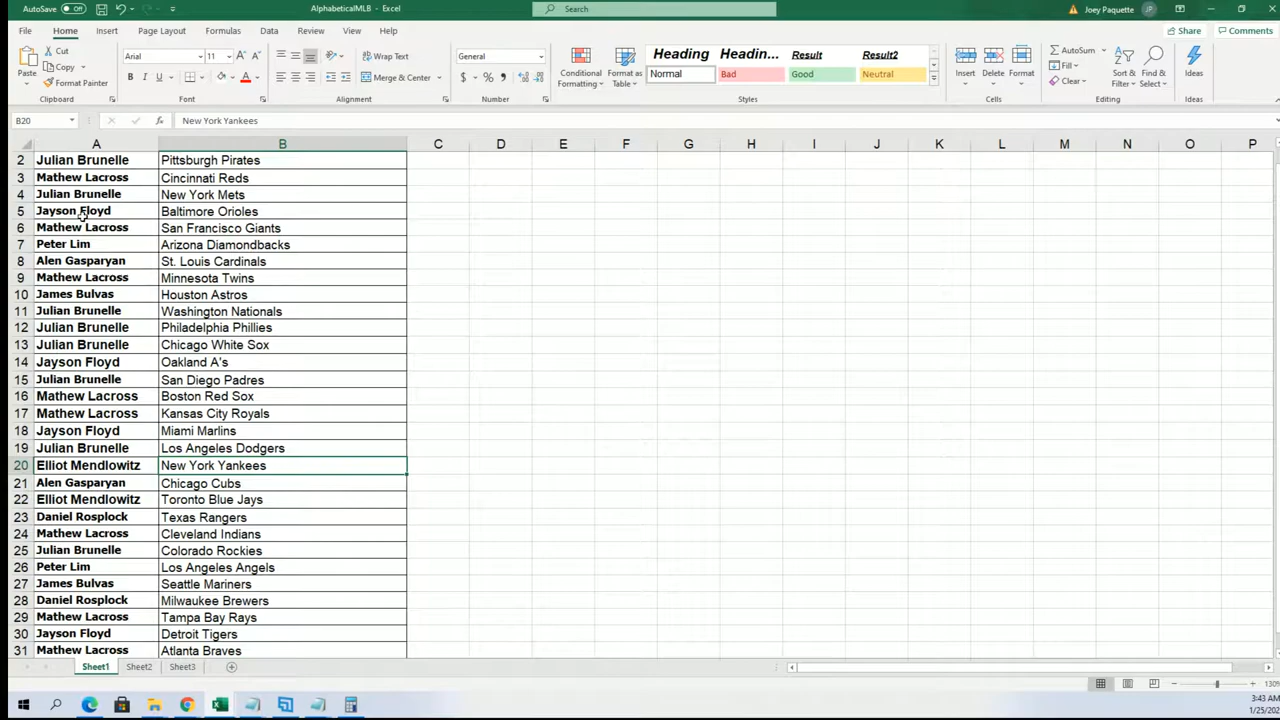 AutoSave Off AlphabeticalMLB - Excel Search Joey Paquette JP
File Home Insert Page Layout Formulas Data Review View Help Share Comments
Paste Cut Copy Format Painter Clipboard
Arial 11 A A B I U A Font
ab Wrap Text Merge & Center Alignment
General $ % Number
Conditional Formatting Format as Table Heading Headin... Result Result2 Normal Bad Good Neutral Styles
Insert Delete Format Cells
AutoSum Fill Clear Sort & Filter Find & Select Editing
Ideas Ideas
B20 fx New York Yankees
A B C D E F G H I J K L M N O P
2 Julian Brunelle Pittsburgh Pirates
3 Mathew Lacross Cincinnati Reds
4 Julian Brunelle New York Mets
5 Jayson Floyd Baltimore Orioles
6 Mathew Lacross San Francisco Giants
7 Peter Lim Arizona Diamondbacks
8 Alen Gasparyan St. Louis Cardinals
9 Mathew Lacross Minnesota Twins
10 James Bulvas Houston Astros
11 Julian Brunelle Washington Nationals
12 Julian Brunelle Philadelphia Phillies
13 Julian Brunelle Chicago White Sox
14 Jayson Floyd Oakland A's
15 Julian Brunelle San Diego Padres
16 Mathew Lacross Boston Red Sox
17 Mathew Lacross Kansas City Royals
18 Jayson Floyd Miami Marlins
19 Julian Brunelle Los Angeles Dodgers
20 Elliot Mendlowitz New York Yankees
21 Alen Gasparyan Chicago Cubs
22 Elliot Mendlowitz Toronto Blue Jays
23 Daniel Rosplock Texas Rangers
24 Mathew Lacross Cleveland Indians
25 Julian Brunelle Colorado Rockies
26 Peter Lim Los Angeles Angels
27 James Bulvas Seattle Mariners
28 Daniel Rosplock Milwaukee Brewers
29 Mathew Lacross Tampa Bay Rays
30 Jayson Floyd Detroit Tigers
31 Mathew Lacross Atlanta Braves
Sheet1 Sheet2 Sheet3
130%
3:43 AM
1/25/202